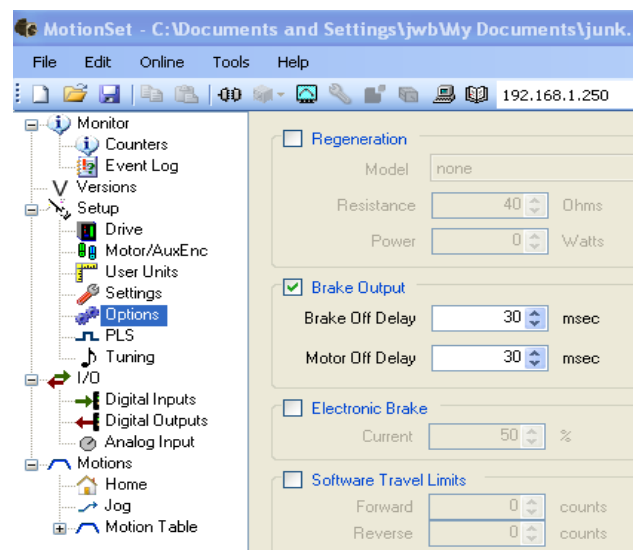 MotionSet - C:\Documents and Settings\jwb\My Documents\junk.
File Edit Online Tools Help
192.168.1.250
Monitor
Counters
Event Log
Versions
Setup
Drive
Motor/AuxEnc
User Units
Settings
Options
PLS
Tuning
I/O
Digital Inputs
Digital Outputs
Analog Input
Motions
Home
Jog
Motion Table
Regeneration
Model none
Resistance 40 Ohms
Power 0 Watts
Brake Output
Brake Off Delay 30 msec
Motor Off Delay 30 msec
Electronic Brake
Current 50 %
Software Travel Limits
Forward 0 counts
Reverse 0 counts